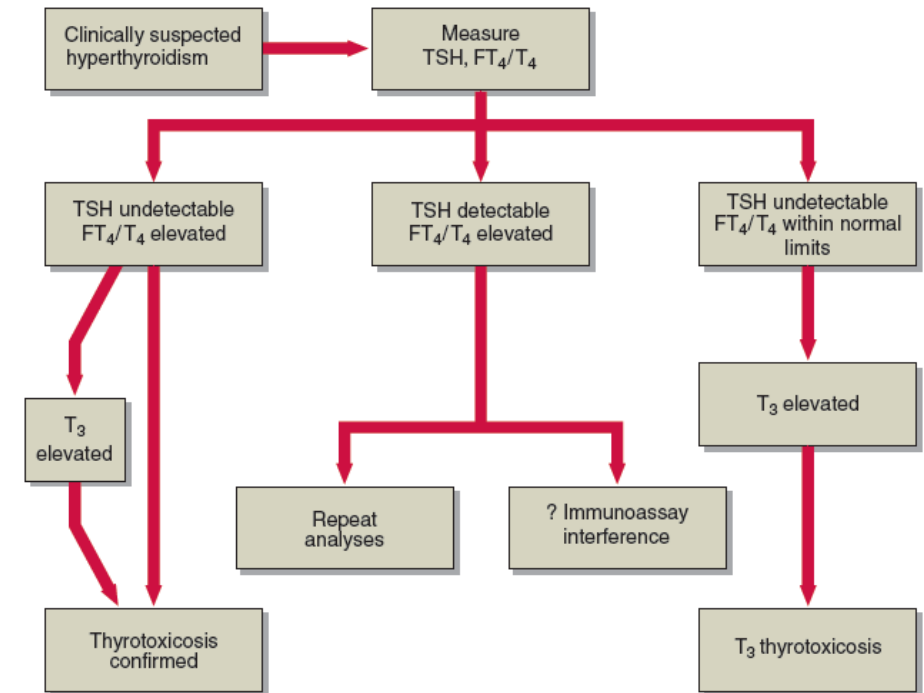 Clinically suspected
hyperthyroidism
Measure
TSH, FT₄/T₄
TSH undetectable
FT₄/T₄ elevated
TSH detectable
FT₄/T₄ elevated
TSH undetectable
FT₄/T₄ within normal
limits
T₃
elevated
T₃ elevated
Repeat
analyses
? Immunoassay
interference
Thyrotoxicosis
confirmed
T₃ thyrotoxicosis